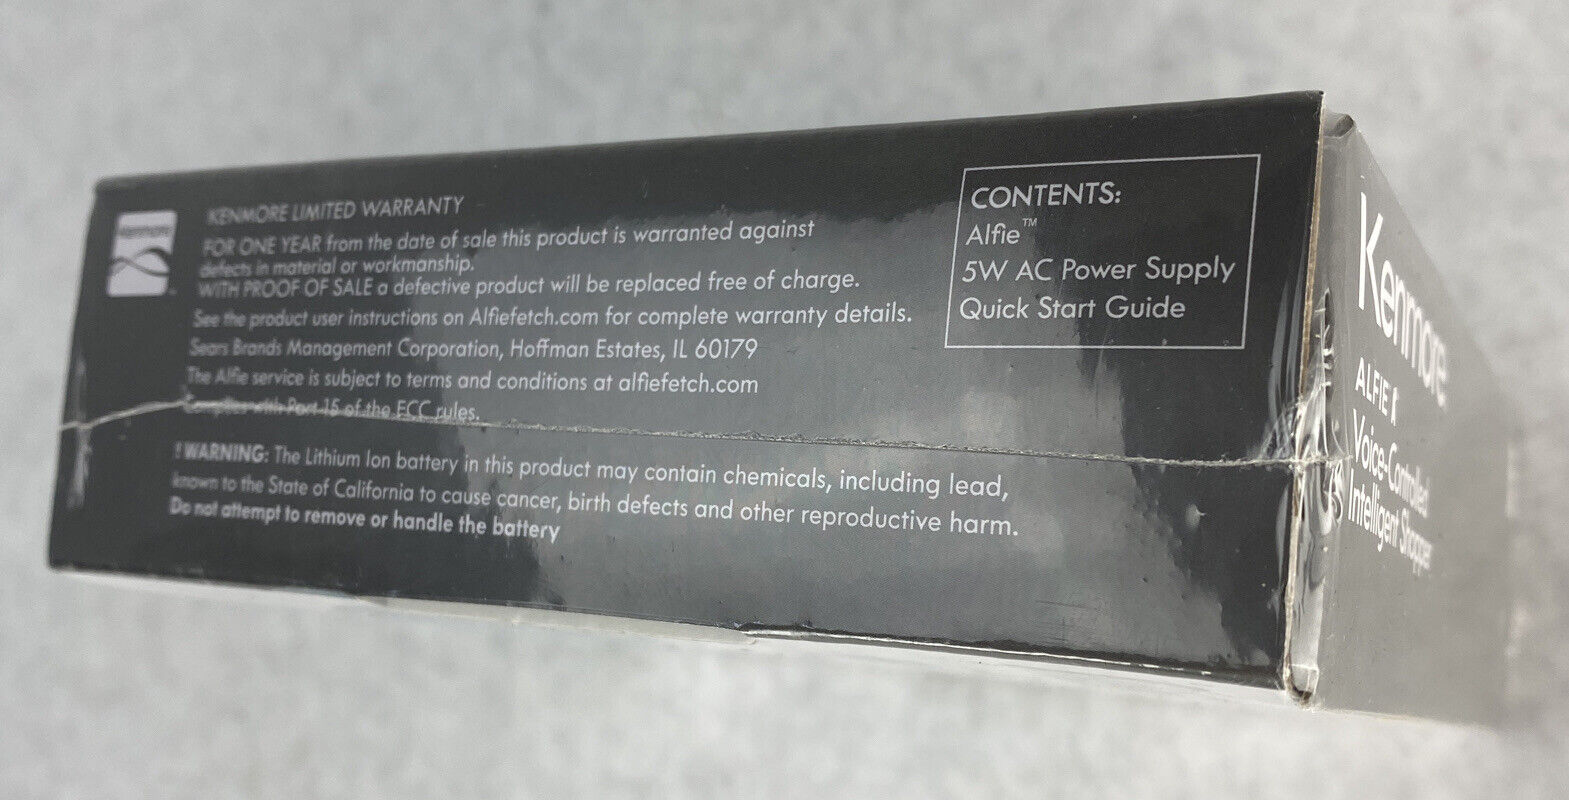 Kenmore
KENMORE LIMITED WARRANTY
FOR ONE YEAR from the date of sale this product is warranted against
defects in material or workmanship.
WITH PROOF OF SALE a defective product will be replaced free of charge.
See the product user instructions on Alfiefetch.com for complete warranty details.
Sears Brands Management Corporation, Hoffman Estates, IL 60179
The Alfie service is subject to terms and conditions at alfiefetch.com
Complies with Part 15 of the FCC rules.
! WARNING: The Lithium Ion battery in this product may contain chemicals, including lead,
known to the State of California to cause cancer, birth defects and other reproductive harm.
Do not attempt to remove or handle the battery
CONTENTS:
Alfie™
5W AC Power Supply
Quick Start Guide
Kenmore
ALFIE
Voice-Controlled
Intelligent Shopper